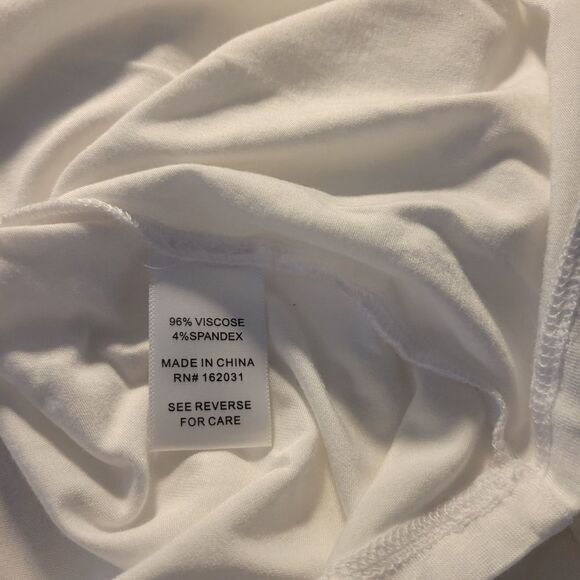 96% VISCOSE
4%SPANDEX
MADE IN CHINA
RN# 162031
SEE REVERSE
FOR CARE